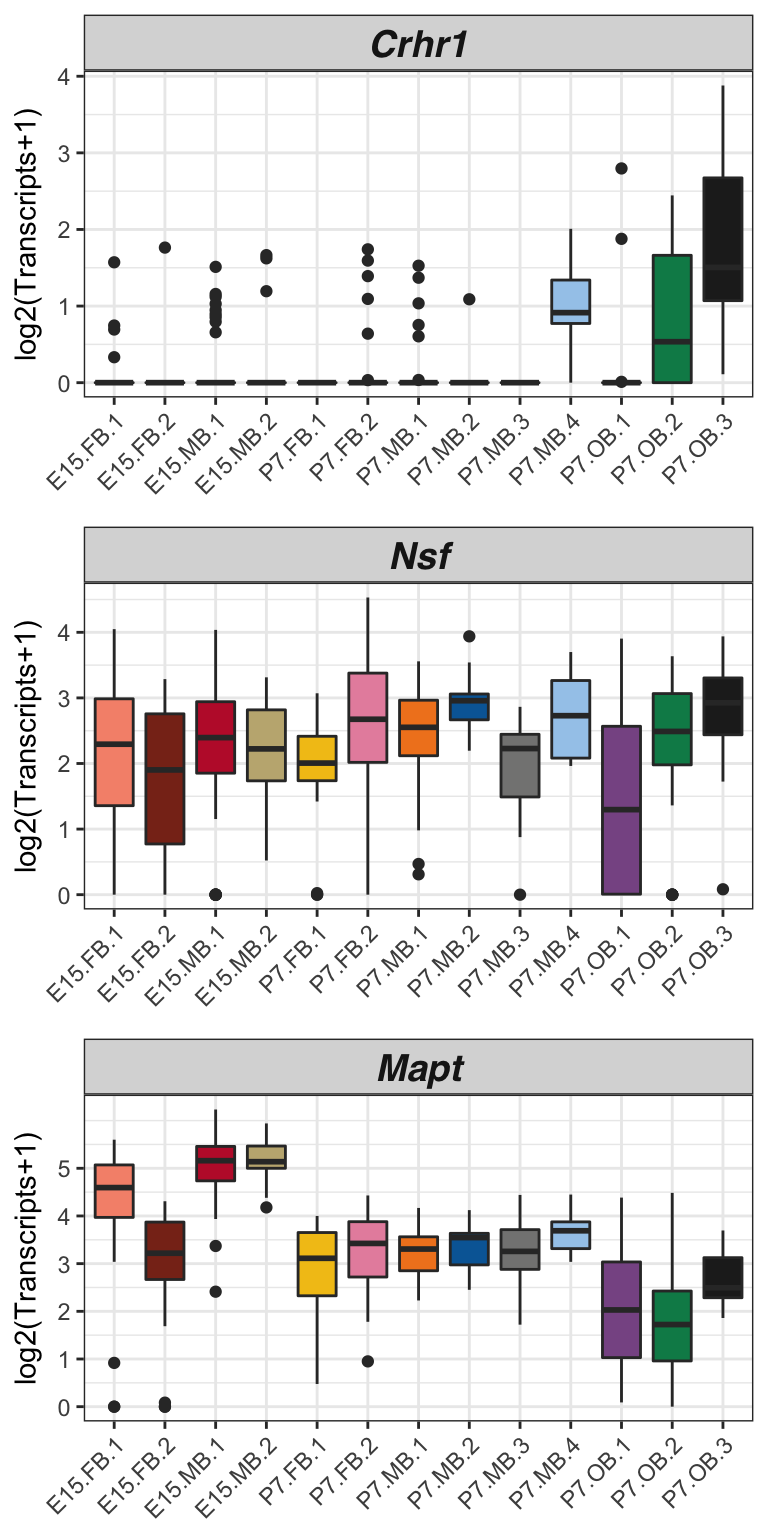 Crhr1
log2(Transcripts+1)
4
3
2
1
0
E15.FB.1
E15.FB.2
E15.MB.1
E15.MB.2
P7.FB.1
P7.FB.2
P7.MB.1
P7.MB.2
P7.MB.3
P7.MB.4
P7.OB.1
P7.OB.2
P7.OB.3
Nsf
log2(Transcripts+1)
4
3
2
1
0
E15.FB.1
E15.FB.2
E15.MB.1
E15.MB.2
P7.FB.1
P7.FB.2
P7.MB.1
P7.MB.2
P7.MB.3
P7.MB.4
P7.OB.1
P7.OB.2
P7.OB.3
Mapt
log2(Transcripts+1)
5
4
3
2
1
0
E15.FB.1
E15.FB.2
E15.MB.1
E15.MB.2
P7.FB.1
P7.FB.2
P7.MB.1
P7.MB.2
P7.MB.3
P7.MB.4
P7.OB.1
P7.OB.2
P7.OB.3